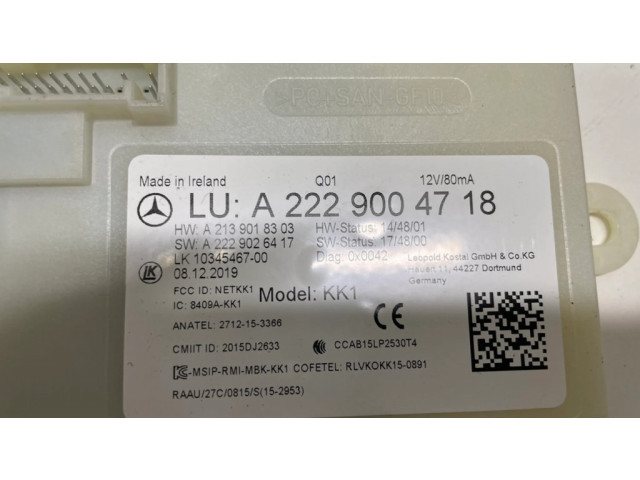 PC+SAN-GF10
Made in Ireland Q01 12V/80mA
LU: A 222 900 47 18
HW: A 213 901 83 03 HW-Status: 14/48/01
SW: A 222 902 64 17 SW-Status: 17/48/00
LK 10345467-00 Diag: 0x0042 Leopold Kostal GmbH & Co.KG
LK 08.12.2019 Hauert 11, 44227 Dortmund
Germany
FCC ID: NETKK1 Model: KK1
IC: 8409A-KK1
ANATEL: 2712-15-3366 CE
CMIIT ID: 2015DJ2633 CCAB15LP2530T4
-MSIP-RMI-MBK-KK1 COFETEL: RLVKOKK15-0891
RAAU/27C/0815/S(15-2953)